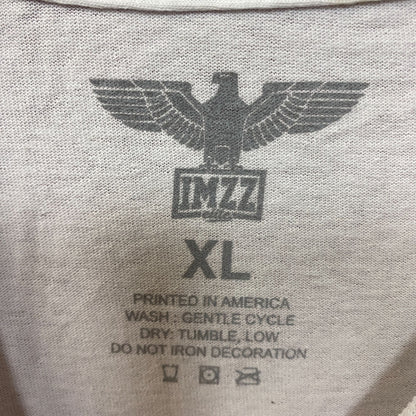 IMZZ
XL
PRINTED IN AMERICA
WASH : GENTLE CYCLE
DRY: TUMBLE, LOW
DO NOT IRON DECORATION